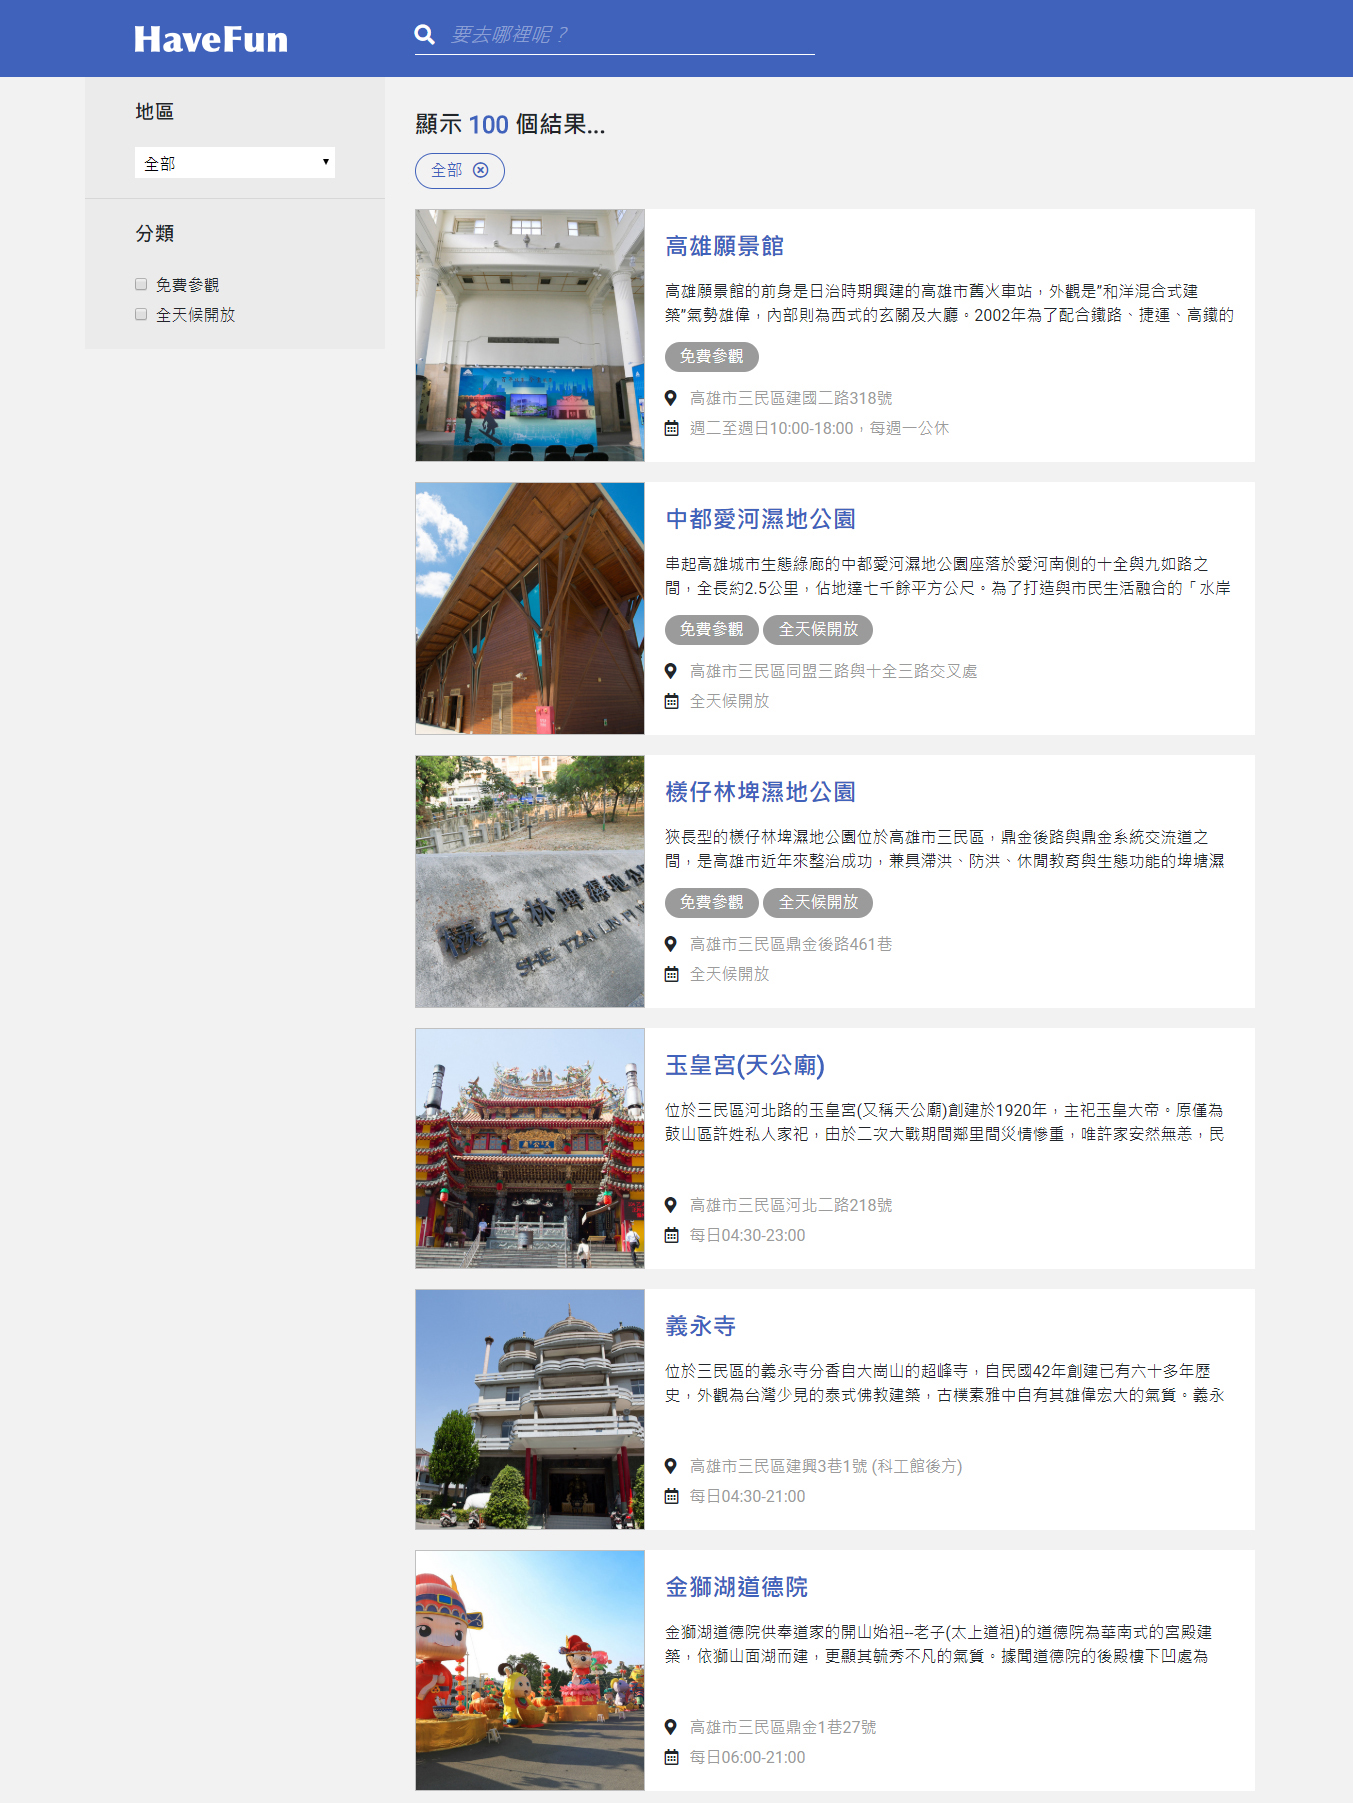 HaveFun
要去哪裡呢？
地區
全部
分類
免費參觀
全天候開放
顯示 100 個結果...
全部
高雄願景館
高雄願景館的前身是日治時期興建的高雄市舊火車站，外觀是”和洋混合式建
築”氣勢雄偉，內部則為西式的玄關及大廳。2002年為了配合鐵路、捷運、高鐵的
免費參觀
高雄市三民區建國二路318號
週二至週日10:00-18:00，每週一公休
中都愛河濕地公園
串起高雄城市生態綠廊的中都愛河濕地公園座落於愛河南側的十全與九如路之
間，全長約2.5公里，佔地達七千餘平方公尺。為了打造與市民生活融合的「水岸
免費參觀 全天候開放
高雄市三民區同盟三路與十全三路交叉處
全天候開放
檨仔林埤濕地公園
狹長型的檨仔林埤濕地公園位於高雄市三民區，鼎金後路與鼎金系統交流道之
間，是高雄市近年來整治成功，兼具滯洪、防洪、休閒教育與生態功能的埤塘濕
檨仔林埤濕地公
SHE TZAI LIN PI
免費參觀 全天候開放
高雄市三民區鼎金後路461巷
全天候開放
玉皇宮(天公廟)
位於三民區河北路的玉皇宮(又稱天公廟)創建於1920年，主祀玉皇大帝。原僅為
鼓山區許姓私人家祀，由於二次大戰期間鄰里間災情慘重，唯許家安然無恙，民
高雄市三民區河北二路218號
每日04:30-23:00
義永寺
位於三民區的義永寺分香自大崗山的超峰寺，自民國42年創建已有六十多年歷
史，外觀為台灣少見的泰式佛教建築，古樸素雅中自有其雄偉宏大的氣質。義永
高雄市三民區建興3巷1號 (科工館後方)
每日04:30-21:00
金獅湖道德院
金獅湖道德院供奉道家的開山始祖--老子(太上道祖)的道德院為華南式的宮殿建
築，依獅山面湖而建，更顯其毓秀不凡的氣質。據聞道德院的後殿樓下凹處為
高雄市三民區鼎金1巷27號
每日06:00-21:00